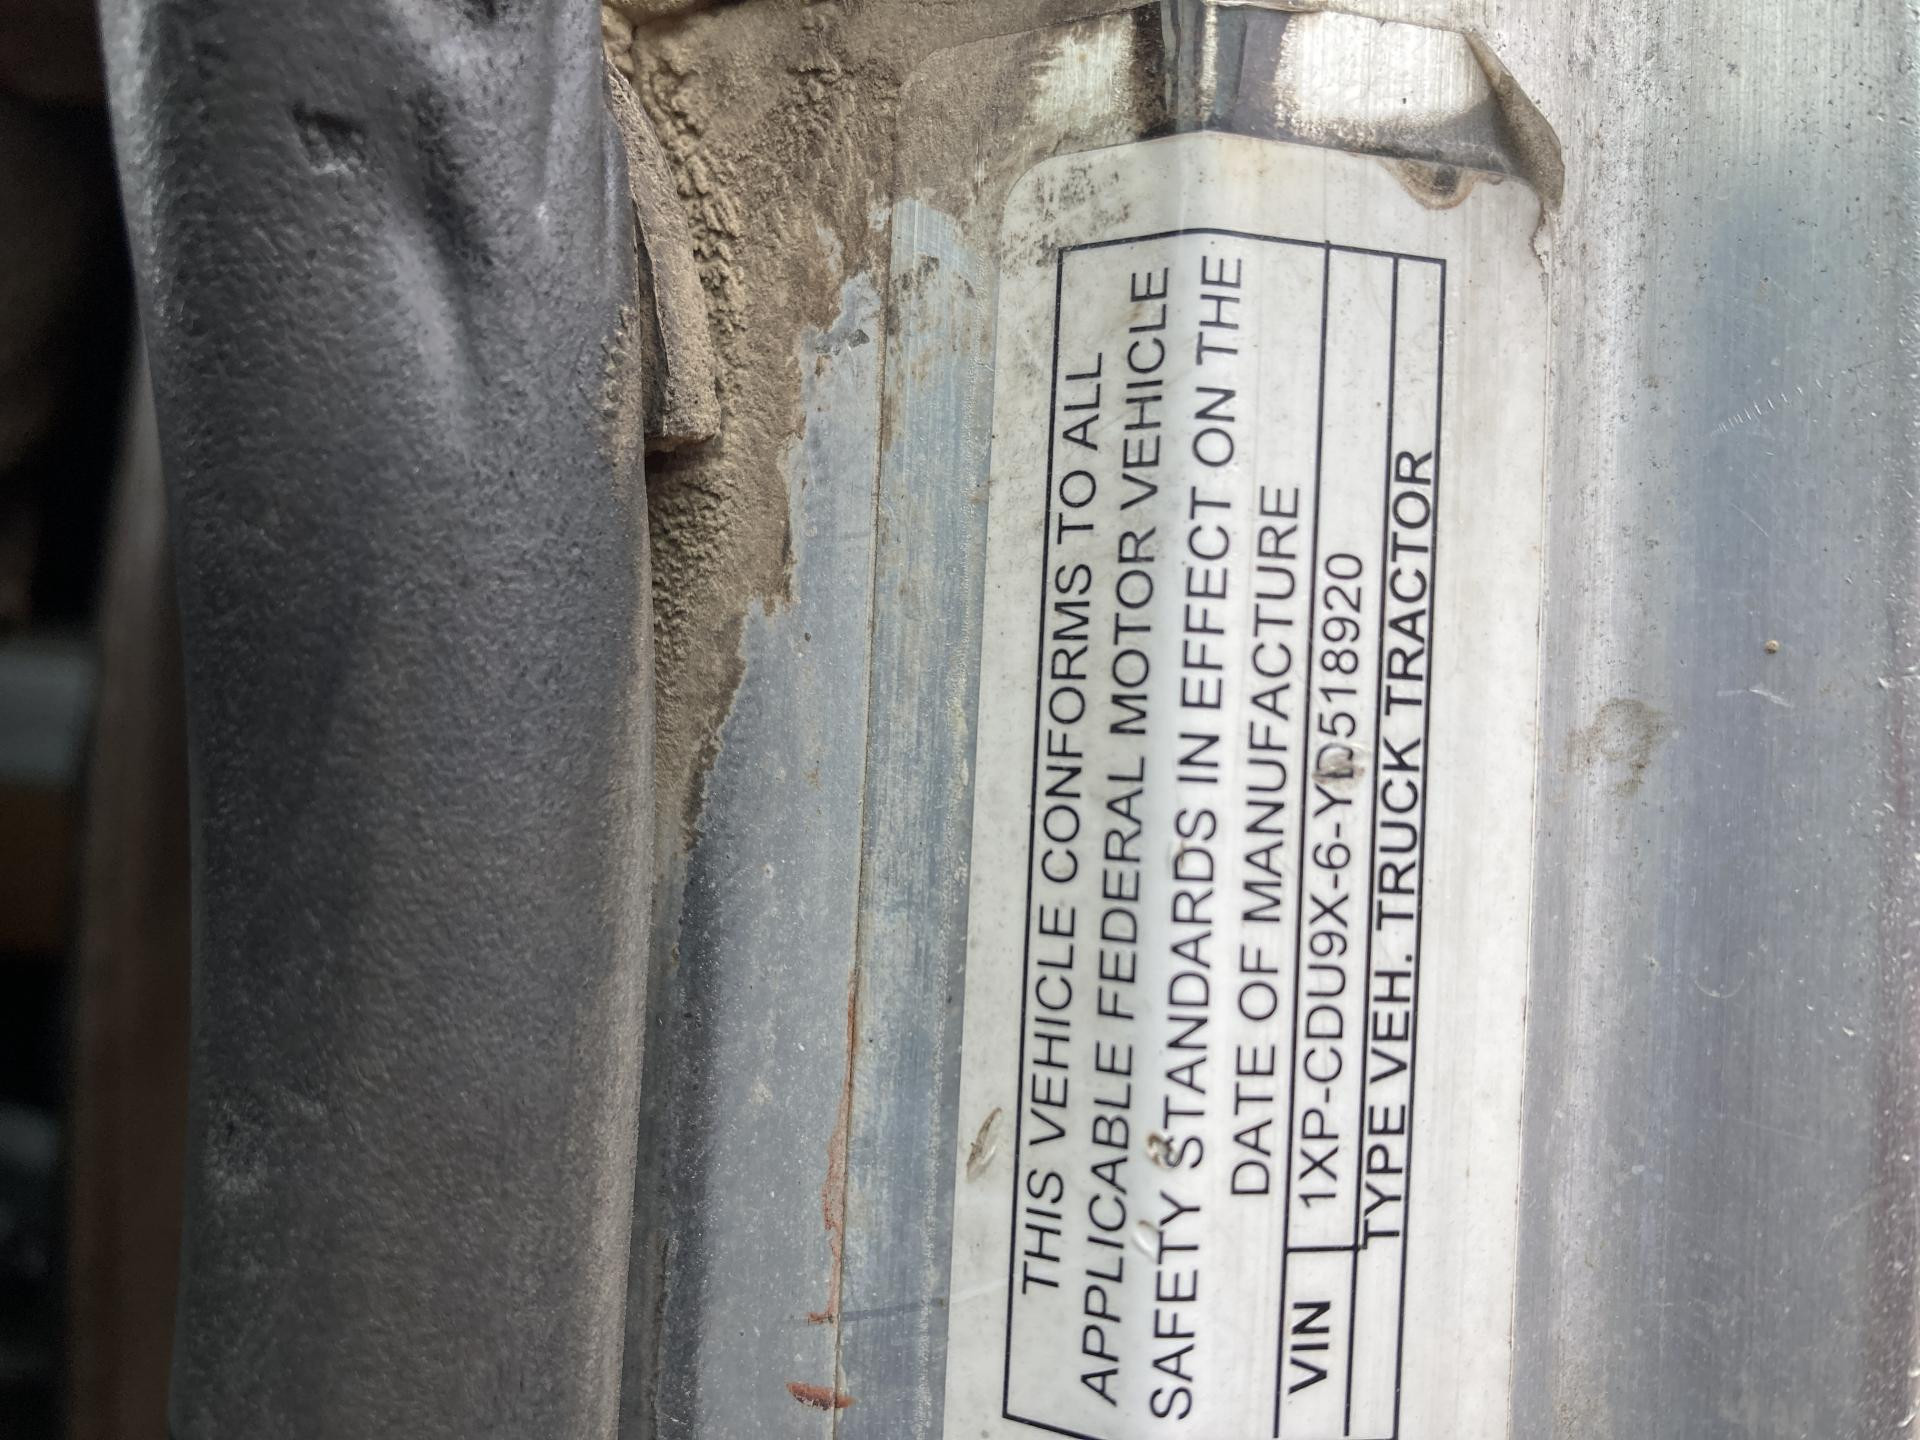 THIS VEHICLE CONFORMS TO ALL
APPLICABLE FEDERAL MOTOR VEHICLE
SAFETY STANDARDS IN EFFECT ON THE
DATE OF MANUFACTURE
VIN 1XP-CDU9X-6-YD518920
TYPE VEH. TRUCK TRACTOR